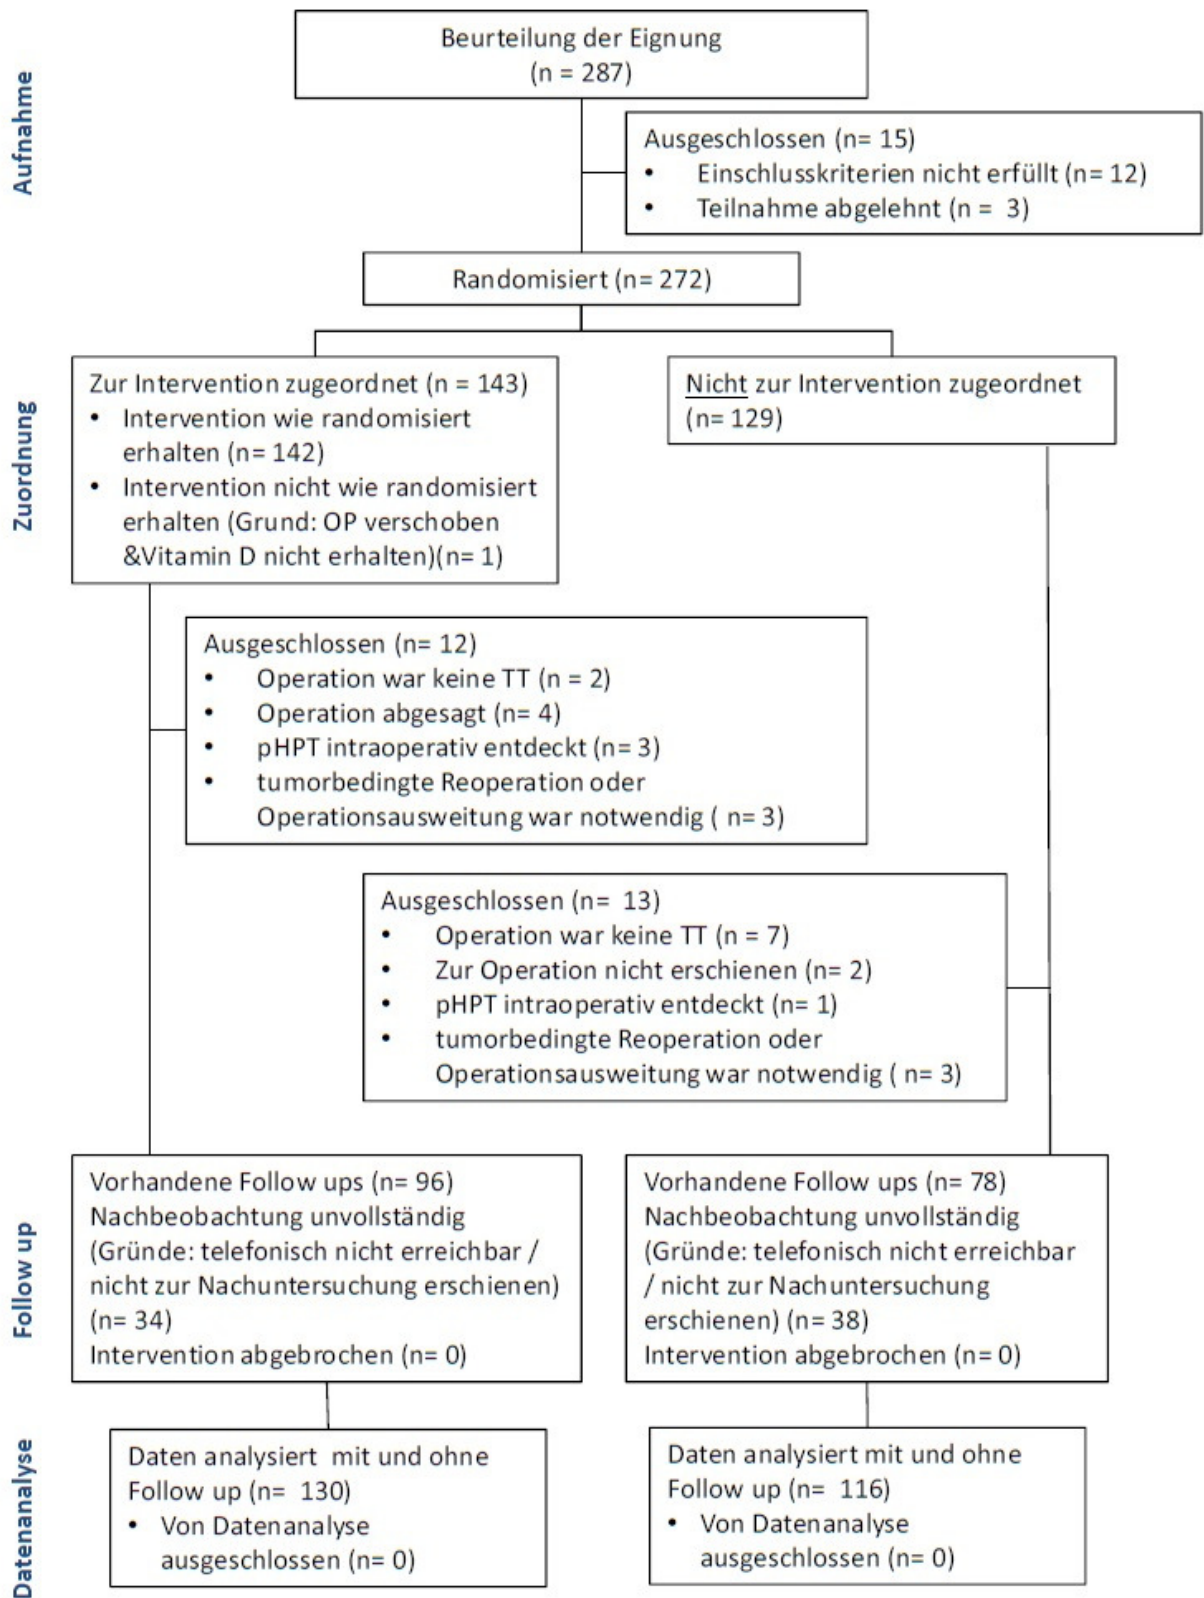 Aufnahme
Beurteilung der Eignung
(n = 287)
Ausgeschlossen (n= 15)
• Einschlusskriterien nicht erfüllt (n= 12)
• Teilnahme abgelehnt (n = 3)
Randomisiert (n= 272)
Zuordnung
Zur Intervention zugeordnet (n = 143)
• Intervention wie randomisiert
erhalten (n= 142)
• Intervention nicht wie randomisiert
erhalten (Grund: OP verschoben
&Vitamin D nicht erhalten)(n= 1)
Nicht zur Intervention zugeordnet
(n= 129)
Ausgeschlossen (n= 12)
• Operation war keine TT (n = 2)
• Operation abgesagt (n= 4)
• pHPT intraoperativ entdeckt (n= 3)
• tumorbedingte Reoperation oder
Operationsausweitung war notwendig ( n= 3)
Ausgeschlossen (n= 13)
• Operation war keine TT (n = 7)
• Zur Operation nicht erschienen (n= 2)
• pHPT intraoperativ entdeckt (n= 1)
• tumorbedingte Reoperation oder
Operationsausweitung war notwendig ( n= 3)
Follow up
Vorhandene Follow ups (n= 96)
Nachbeobachtung unvollständig
(Gründe: telefonisch nicht erreichbar /
nicht zur Nachuntersuchung erschienen)
(n= 34)
Intervention abgebrochen (n= 0)
Vorhandene Follow ups (n= 78)
Nachbeobachtung unvollständig
(Gründe: telefonisch nicht erreichbar
/ nicht zur Nachuntersuchung
erschienen) (n= 38)
Intervention abgebrochen (n= 0)
Datenanalyse
Daten analysiert mit und ohne
Follow up (n= 130)
• Von Datenanalyse
ausgeschlossen (n= 0)
Daten analysiert mit und ohne
Follow up (n= 116)
• Von Datenanalyse
ausgeschlossen (n= 0)